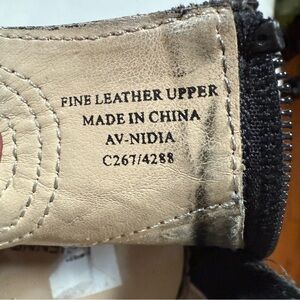 FINE LEATHER UPPER
MADE IN CHINA
AV-NIDIA
C267/4288